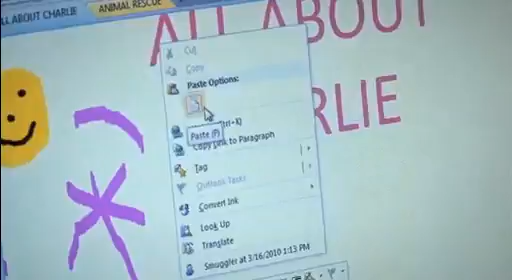 ALL ABOUT CHARLIE
ANIMAL RESCUE
ALL ABOUT
RLIE
Cut
Copy
Paste Options:
Ctrl+K)
Paste (P)
Copy Link to Paragraph
Tag
Outlook Tasks
Convert Ink
Look Up
Translate
Smuggler at 3/16/2010 1:13 PM